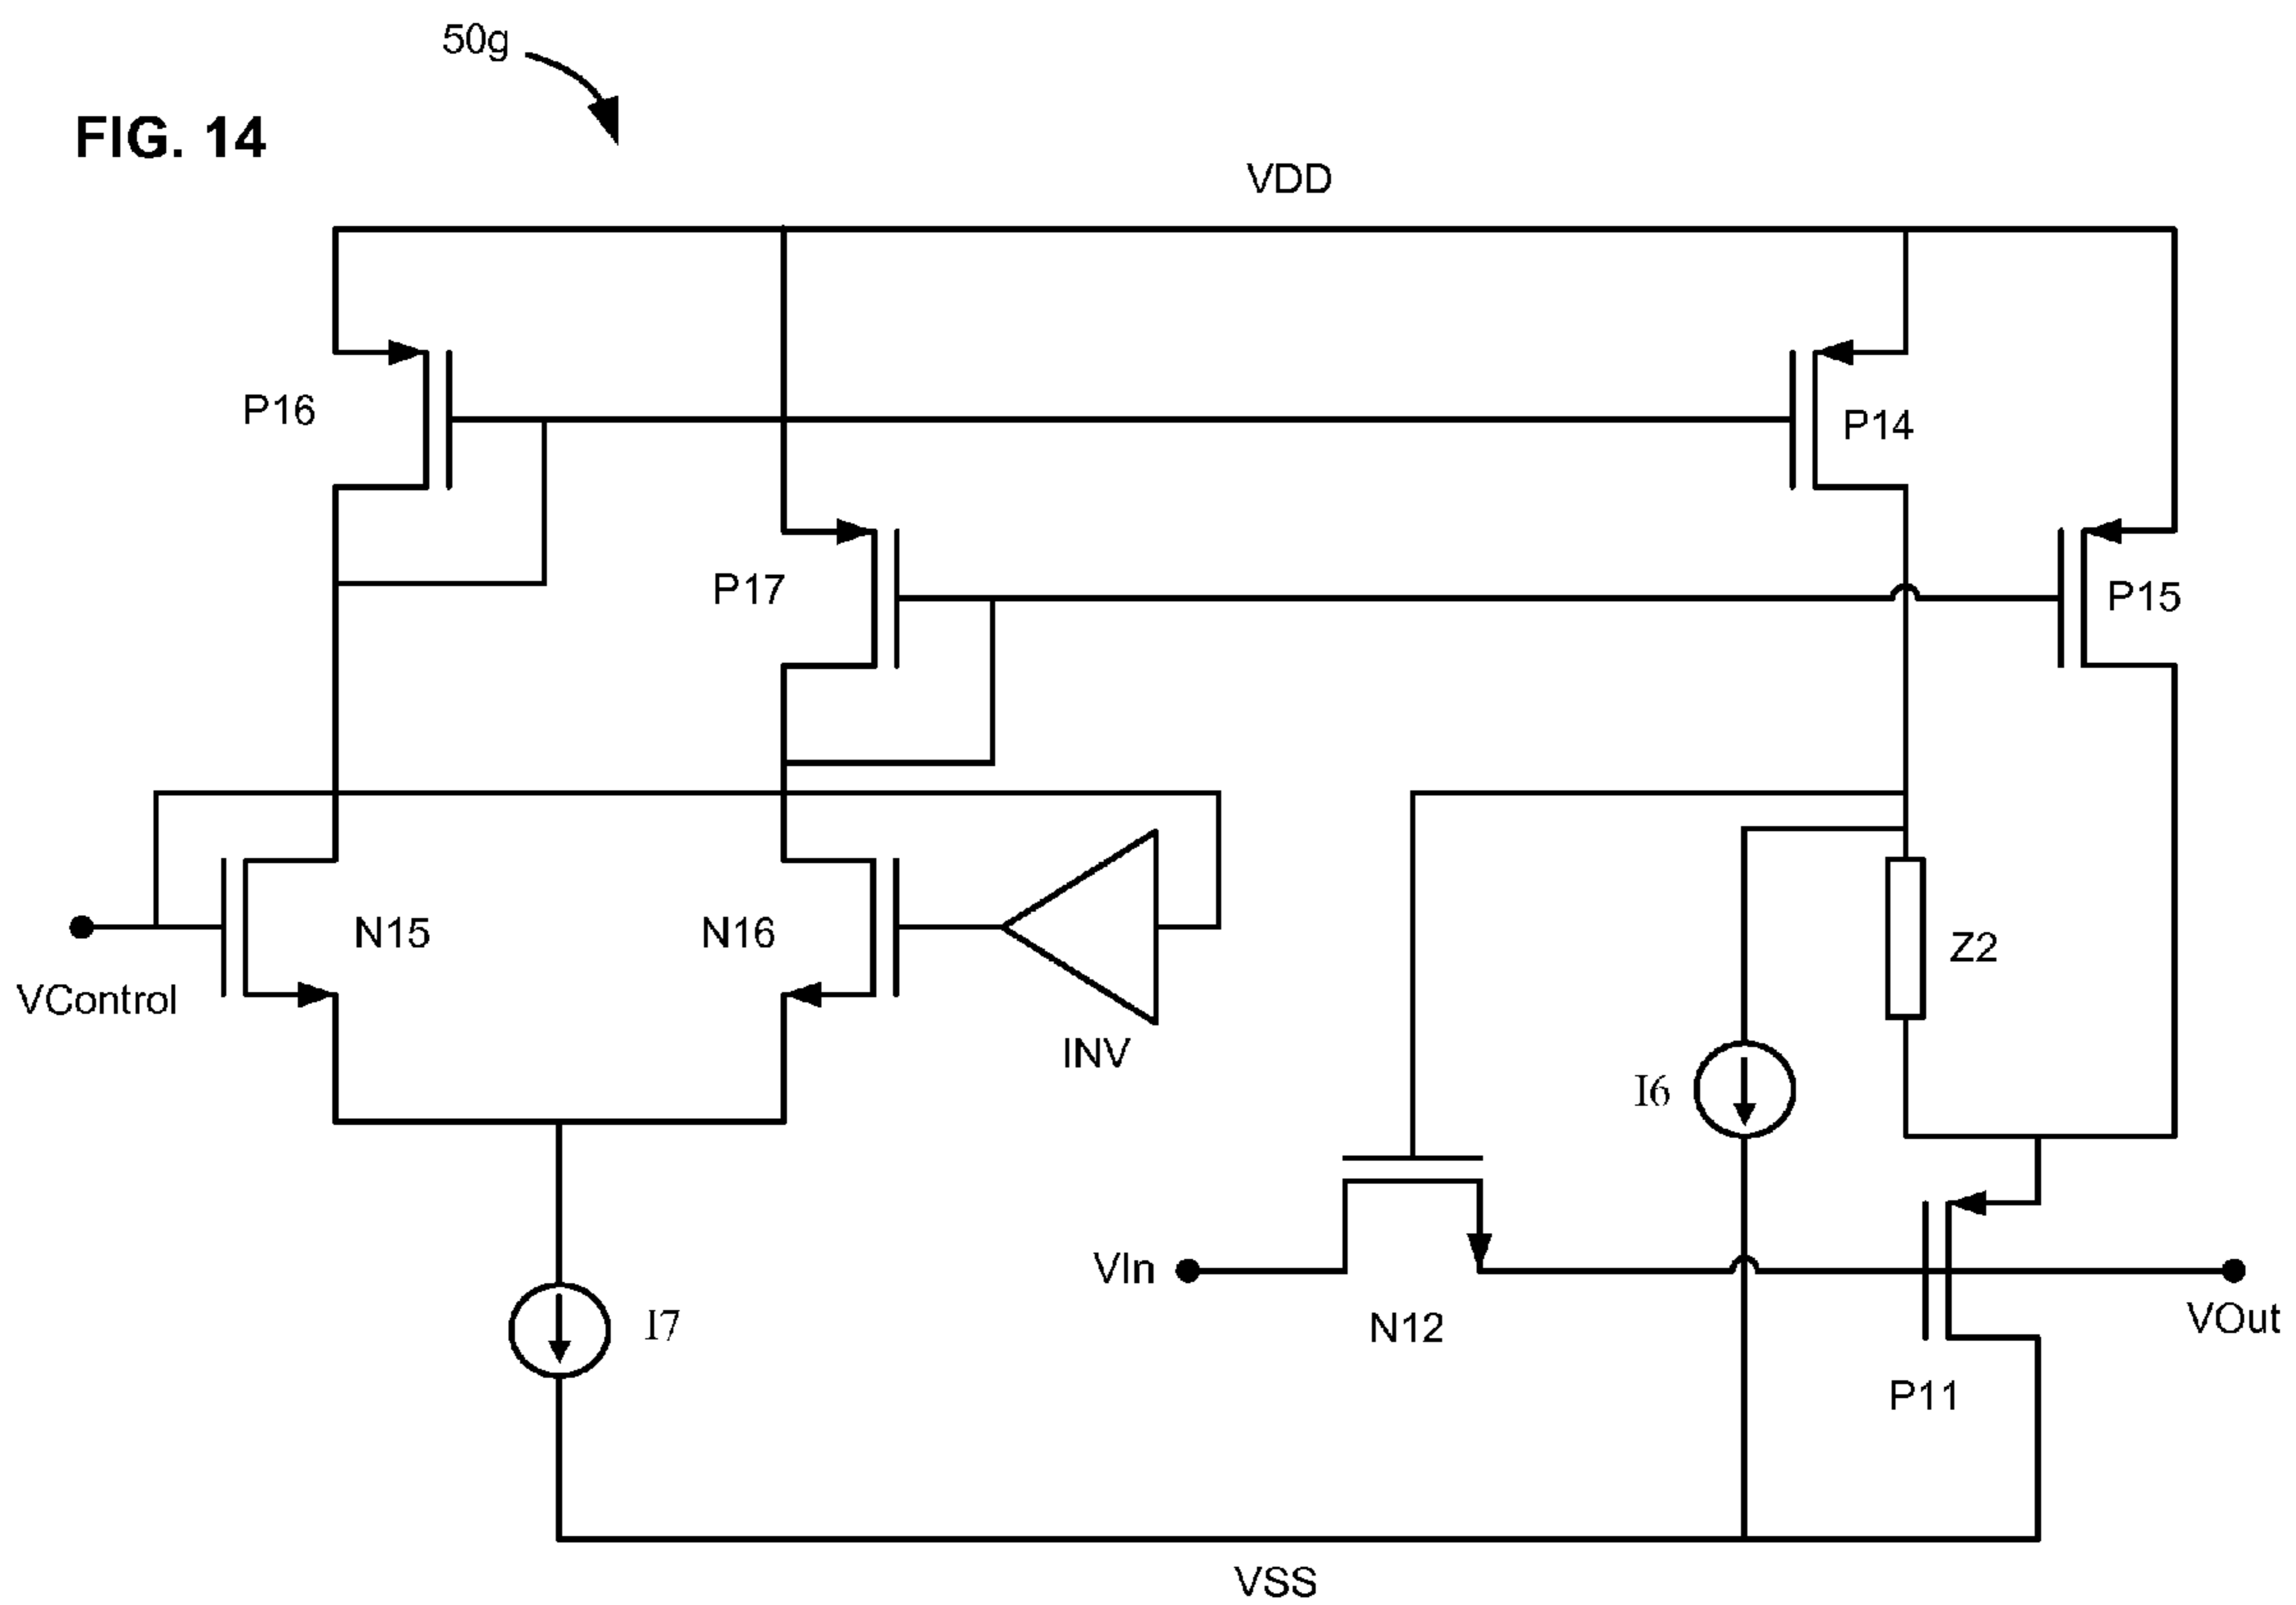 50g
FIG. 14
VDD
P16
P14
P17
P15
N15
N16
Z2
VControl
INV
I6
VIn
I7
N12
VOut
P11
VSS